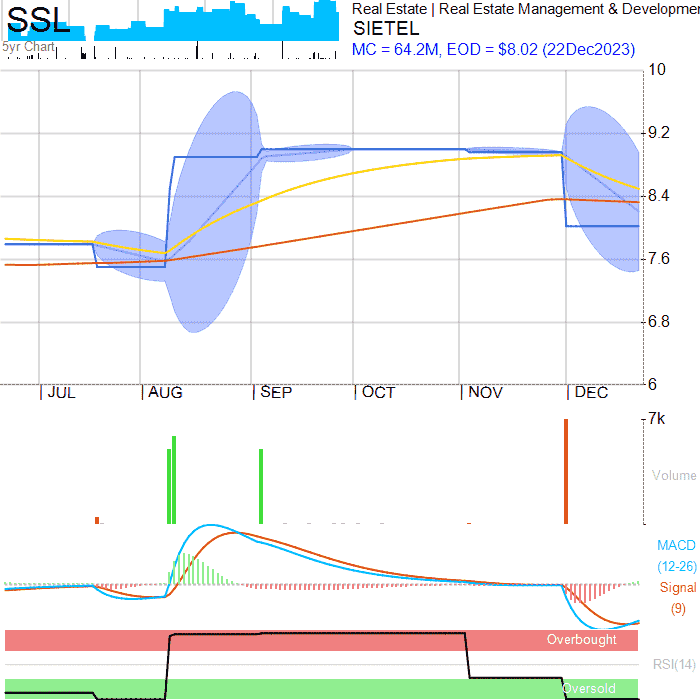 SSL
Real Estate | Real Estate Management & Developmen
SIETEL
5yr Chart
MC = 64.2M, EOD = $8.02 (22Dec2023)
10
9.2
8.4
7.6
6.8
6
JUL AUG SEP OCT NOV DEC
7k
Volume
MACD
(12-26)
Signal
(9)
Overbought
RSI(14)
Oversold